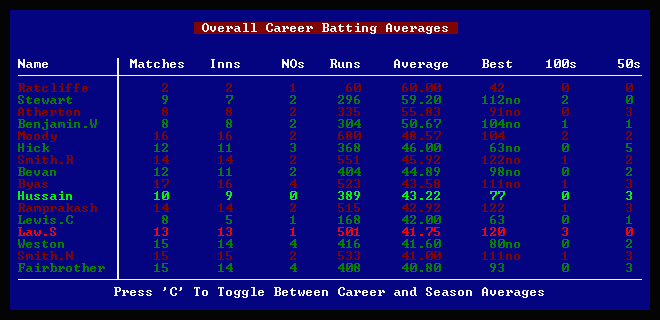 Overall Career Batting Averages
Name Matches Inns NOs Runs Average Best 100s 50s
Ratcliffe 2 2 1 60 60.00 42 0 0
Stewart 9 7 2 296 59.20 112no 2 0
Atherton 8 8 2 335 55.83 91no 0 3
Benjamin.W 8 8 2 304 50.67 104no 1 1
Moody 16 16 2 680 48.57 104 2 2
Hick 12 11 3 368 46.00 63no 0 5
Smith.R 14 14 2 551 45.92 122no 1 2
Bevan 12 11 2 404 44.89 98no 0 2
Byas 17 16 4 523 43.58 111no 1 3
Hussain 10 9 0 389 43.22 77 0 3
Ramprakash 14 14 2 515 42.92 122 1 3
Lewis.C 8 5 1 168 42.00 63 0 1
Law.S 13 13 1 501 41.75 120 3 0
Weston 15 14 4 416 41.60 80no 0 2
Smith.N 15 15 2 533 41.00 111no 1 3
Fairbrother 15 14 4 408 40.80 93 0 3
Press 'C' To Toggle Between Career and Season Averages